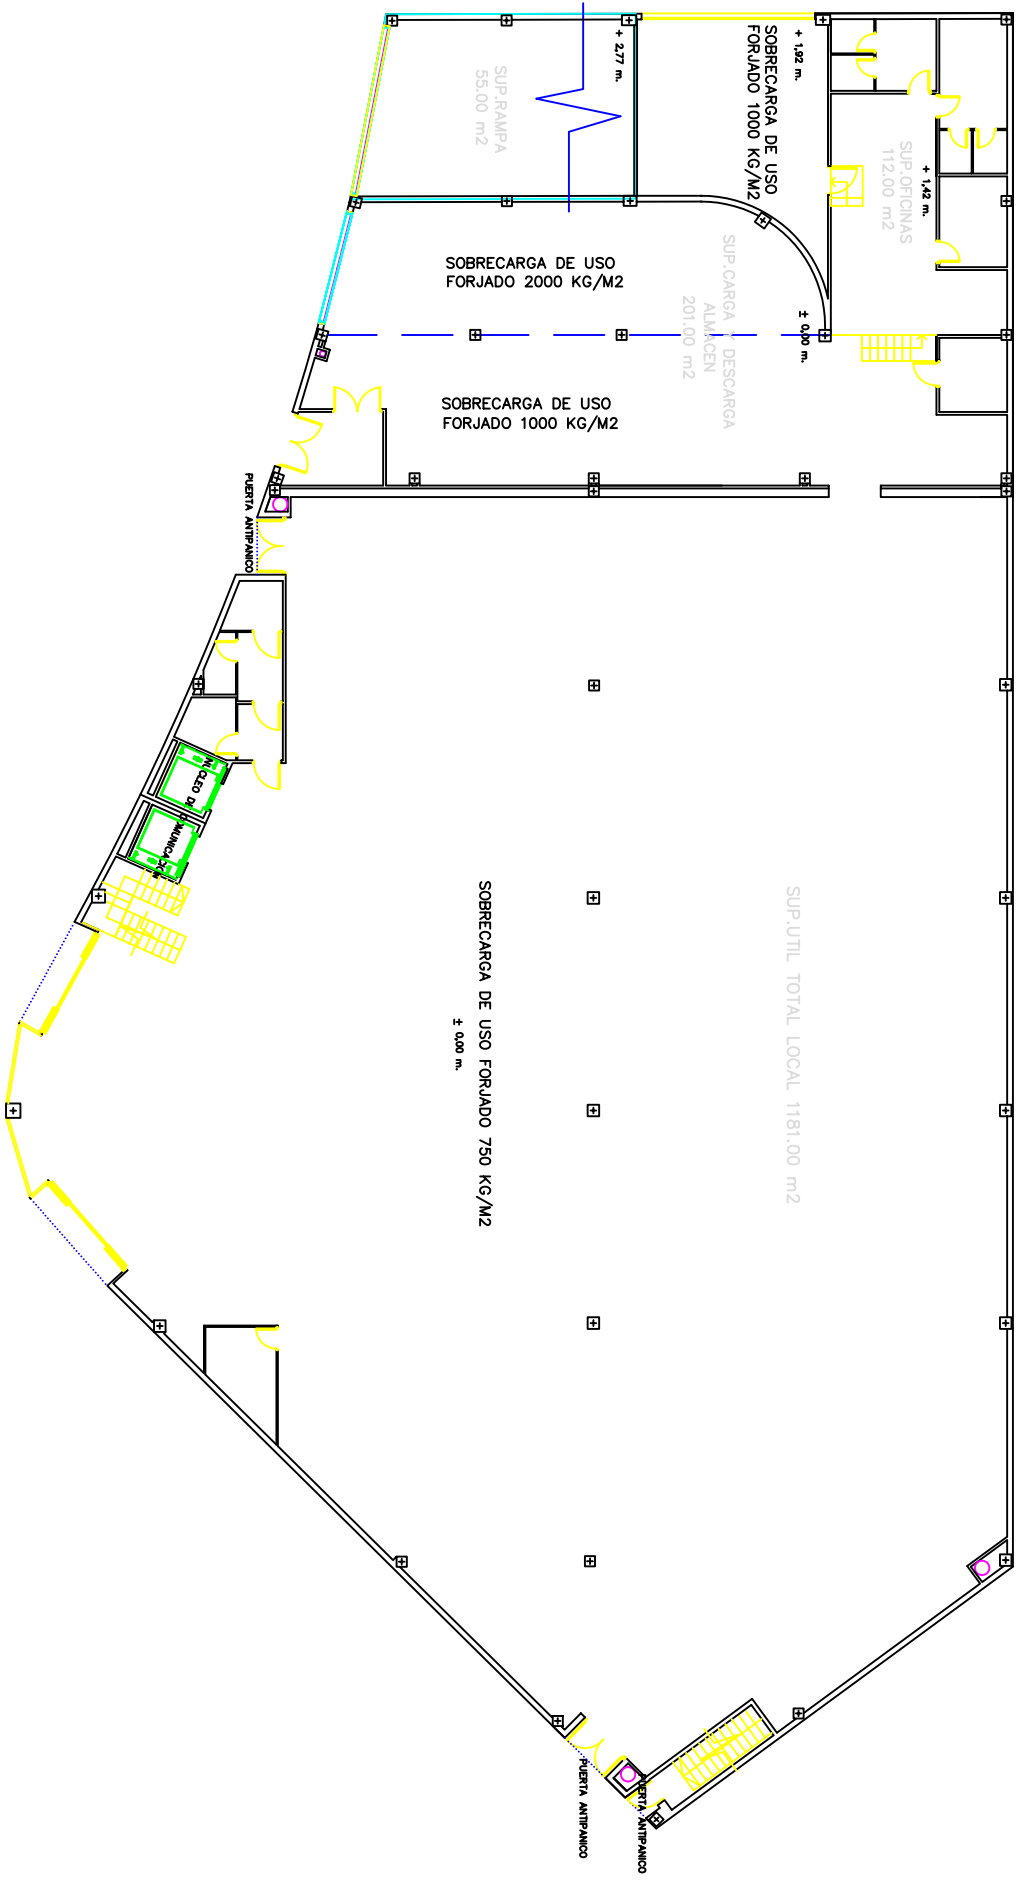 + 2,77 m.
SUP.RAMPA
55.00 m2
+ 1,92 m.
SOBRECARGA DE USO
FORJADO 1000 KG/M2
SUP.OFICINAS
112.00 m2
+ 1,42 m.
SOBRECARGA DE USO
FORJADO 2000 KG/M2
SUP.CARGA Y DESCARGA
ALMACEN
201.00 m2
± 0,00 m.
SOBRECARGA DE USO
FORJADO 1000 KG/M2
PUERTA ANTIPANICO
NUCLEO DE COMUNICACION
SOBRECARGA DE USO FORJADO 750 KG/M2
± 0,00 m.
SUP.UTIL TOTAL LOCAL 1181.00 m2
PUERTA ANTIPANICO
PUERTA ANTIPANICO